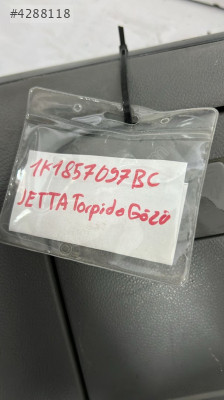 #4288118
1K1857097BC
JETTA Torpido Gözü